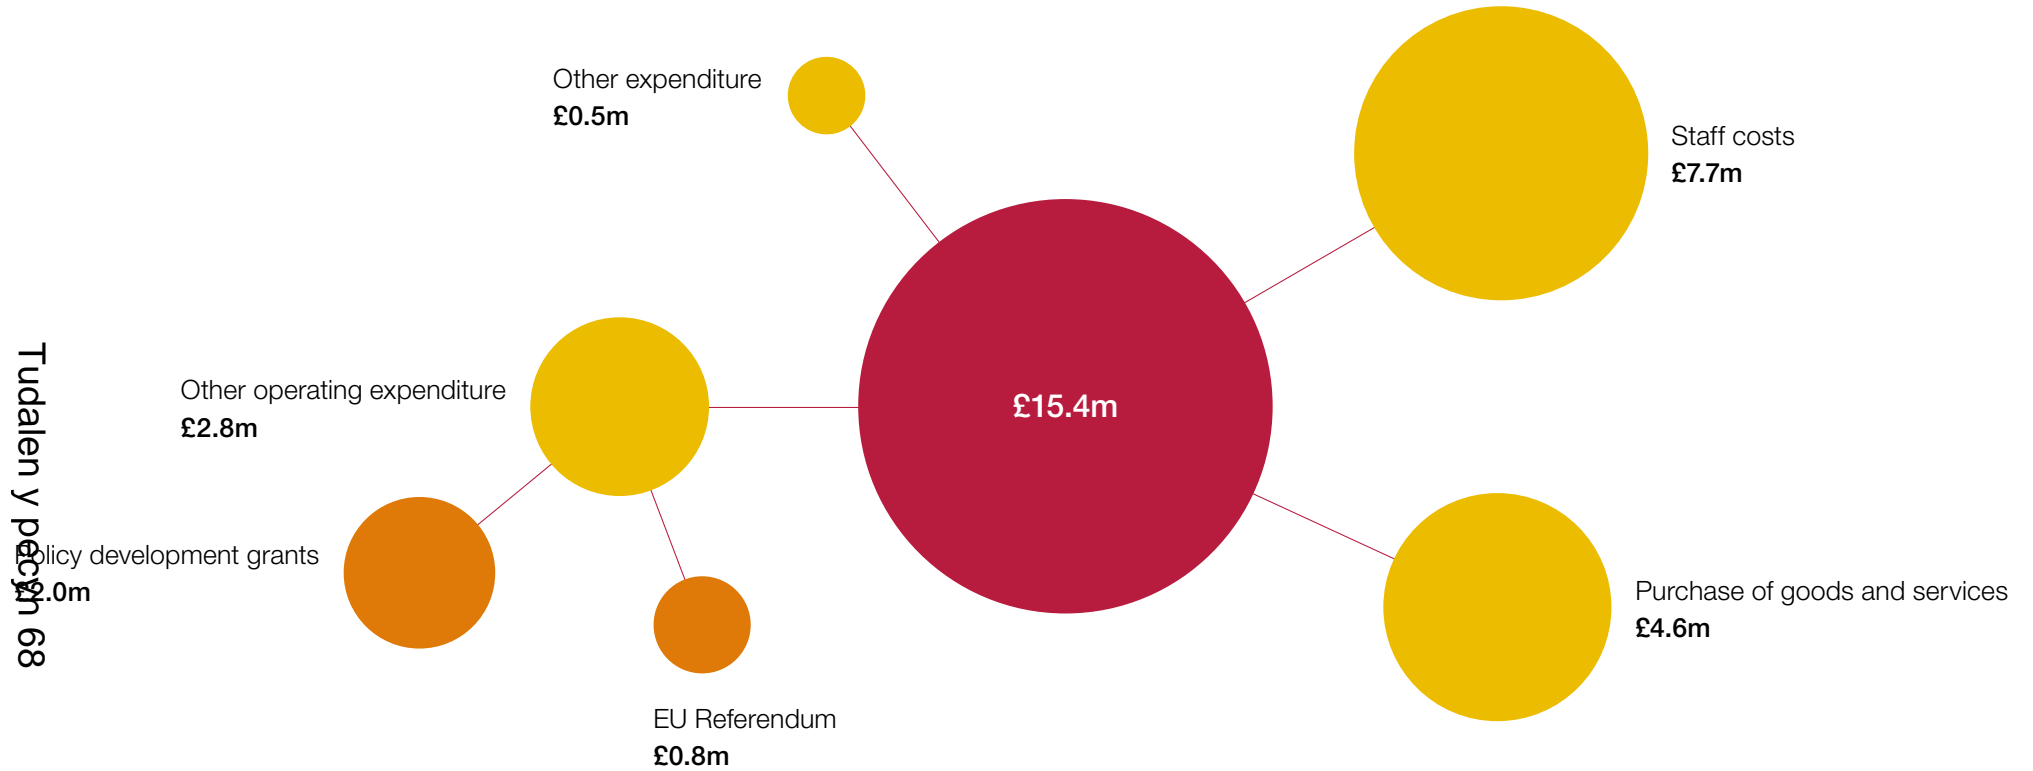 Other expenditure
£0.5m
Staff costs
£7.7m
£15.4m
Other operating expenditure
£2.8m
Policy development grants
£2.0m
EU Referendum
£0.8m
Purchase of goods and services
£4.6m
Tudalen y pecyn 68